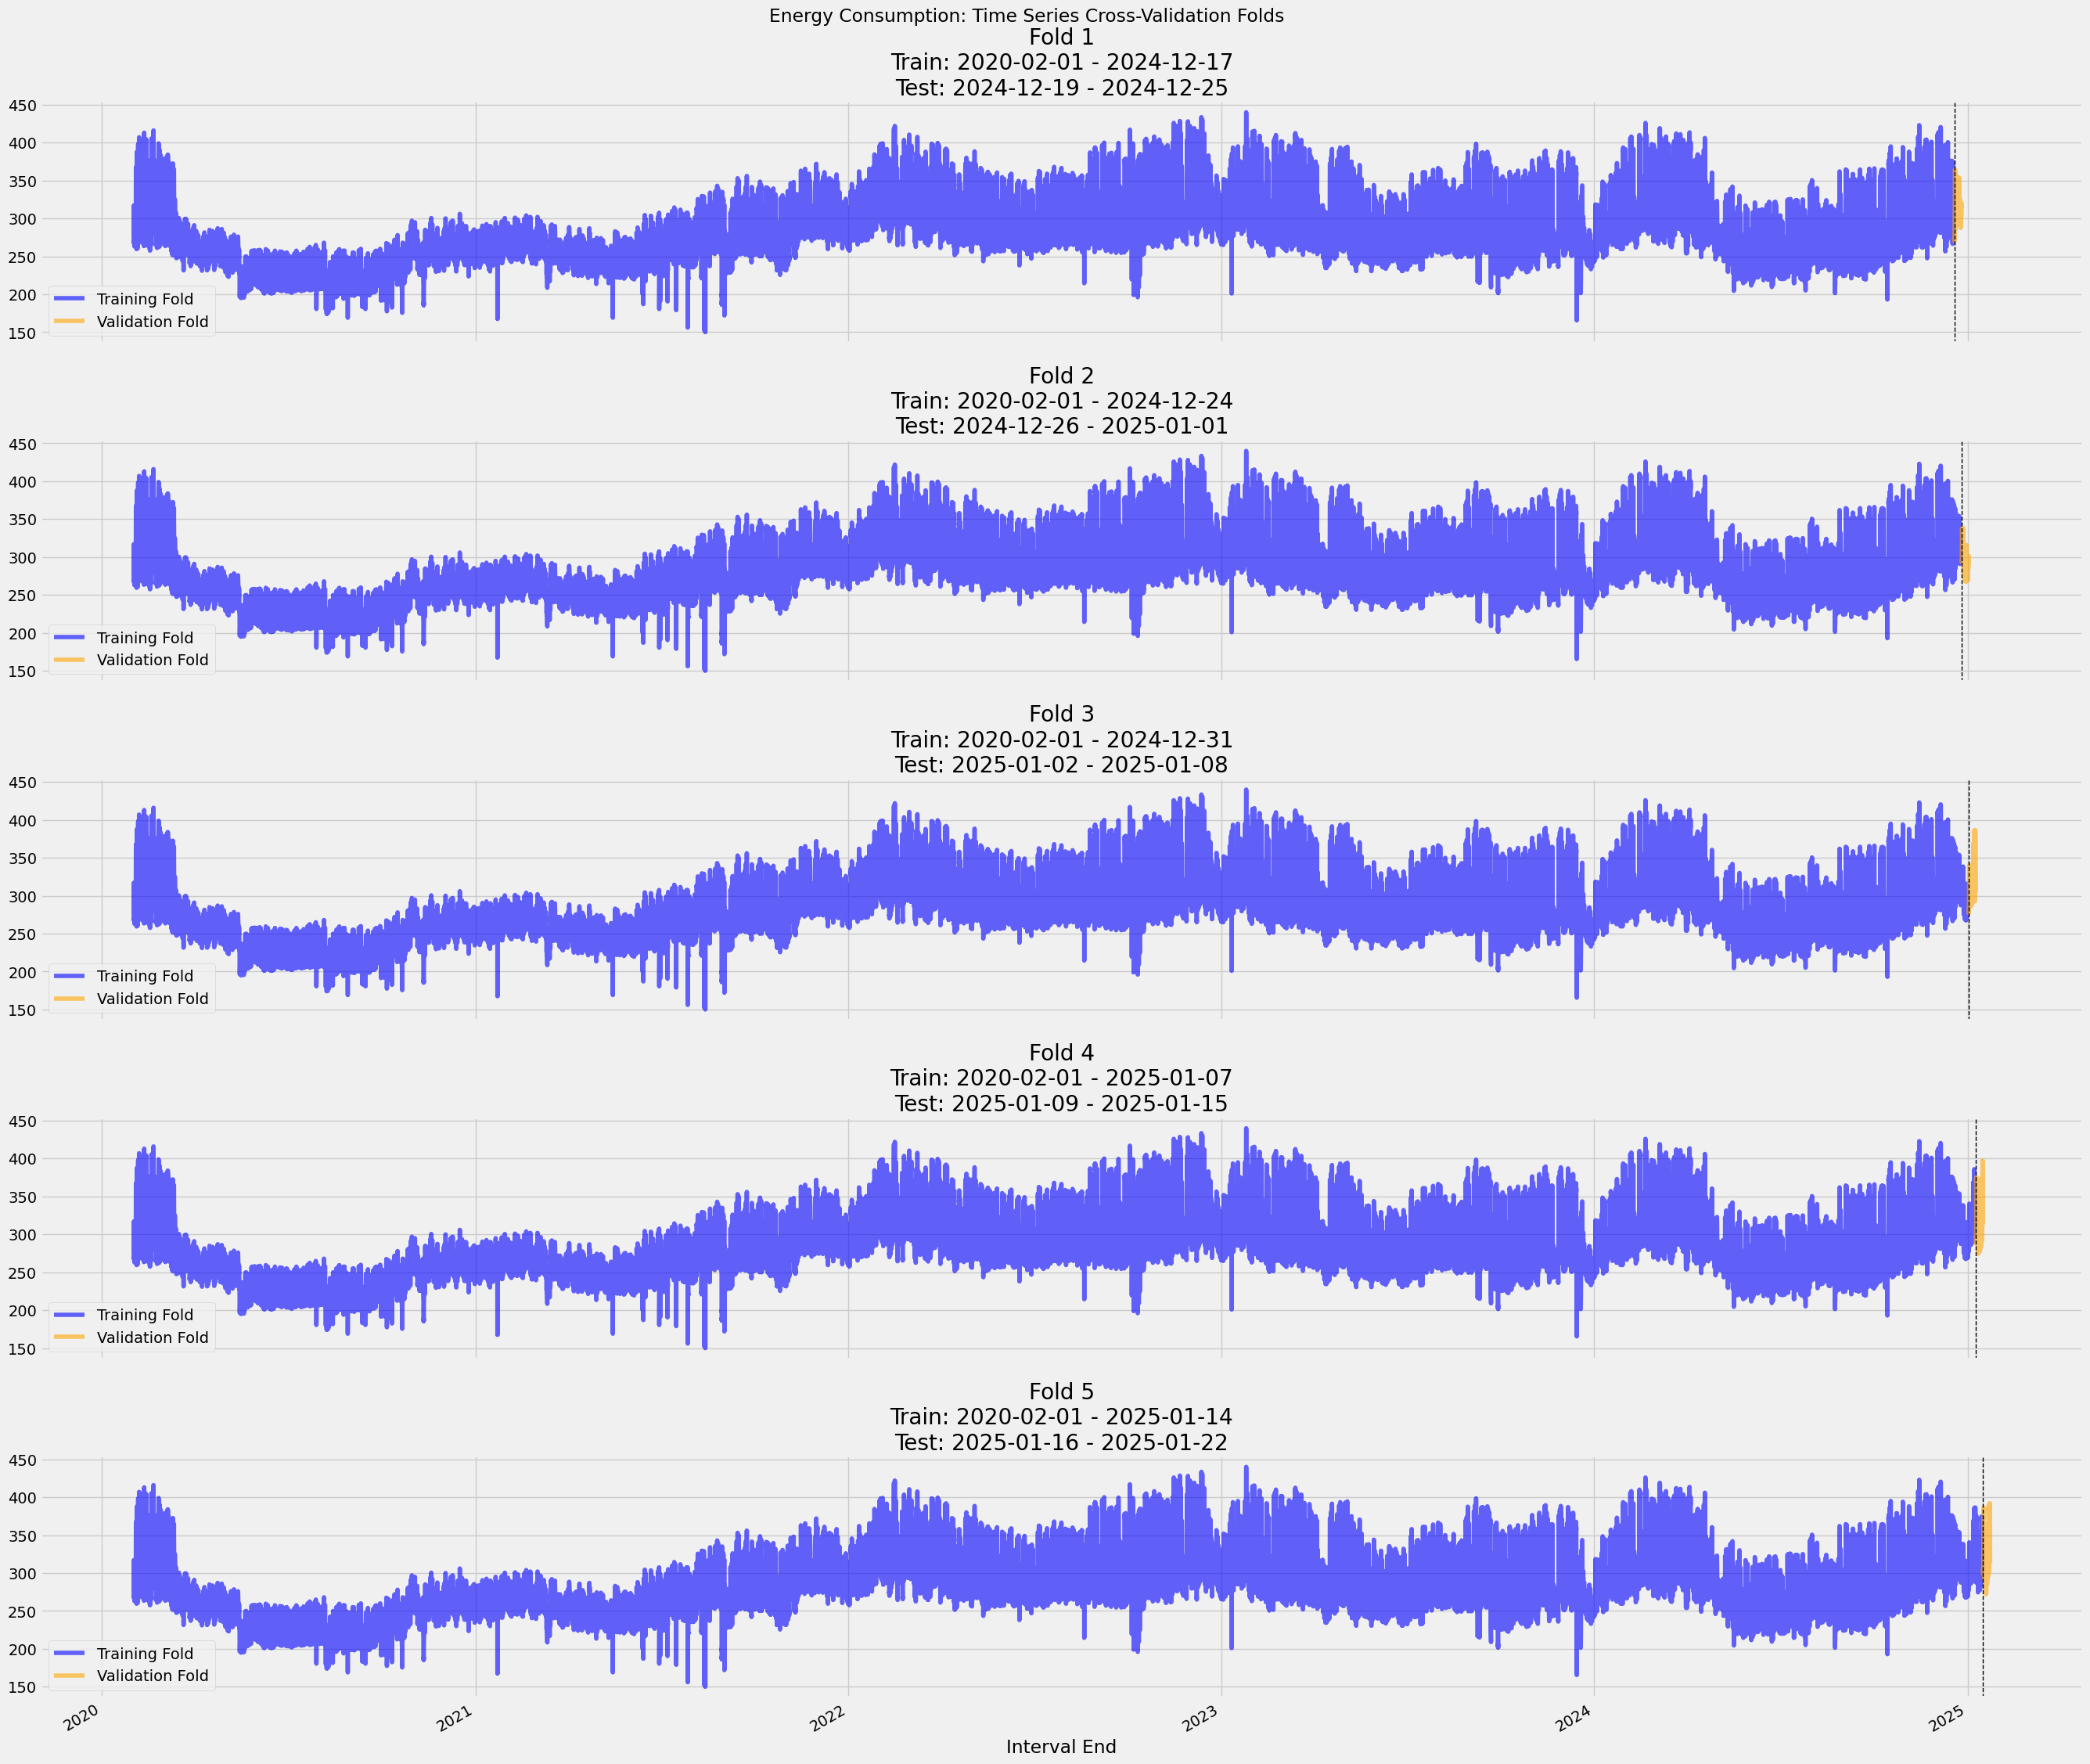 Energy Consumption: Time Series Cross-Validation Folds
Fold 1
Train: 2020-02-01 - 2024-12-17
Test: 2024-12-19 - 2024-12-25
450
400
350
300
250
200
150
Training Fold
Validation Fold
Fold 2
Train: 2020-02-01 - 2024-12-24
Test: 2024-12-26 - 2025-01-01
450
400
350
300
250
200
150
Training Fold
Validation Fold
Fold 3
Train: 2020-02-01 - 2024-12-31
Test: 2025-01-02 - 2025-01-08
450
400
350
300
250
200
150
Training Fold
Validation Fold
Fold 4
Train: 2020-02-01 - 2025-01-07
Test: 2025-01-09 - 2025-01-15
450
400
350
300
250
200
150
Training Fold
Validation Fold
Fold 5
Train: 2020-02-01 - 2025-01-14
Test: 2025-01-16 - 2025-01-22
450
400
350
300
250
200
150
Training Fold
Validation Fold
2020 2021 2022 2023 2024 2025
Interval End